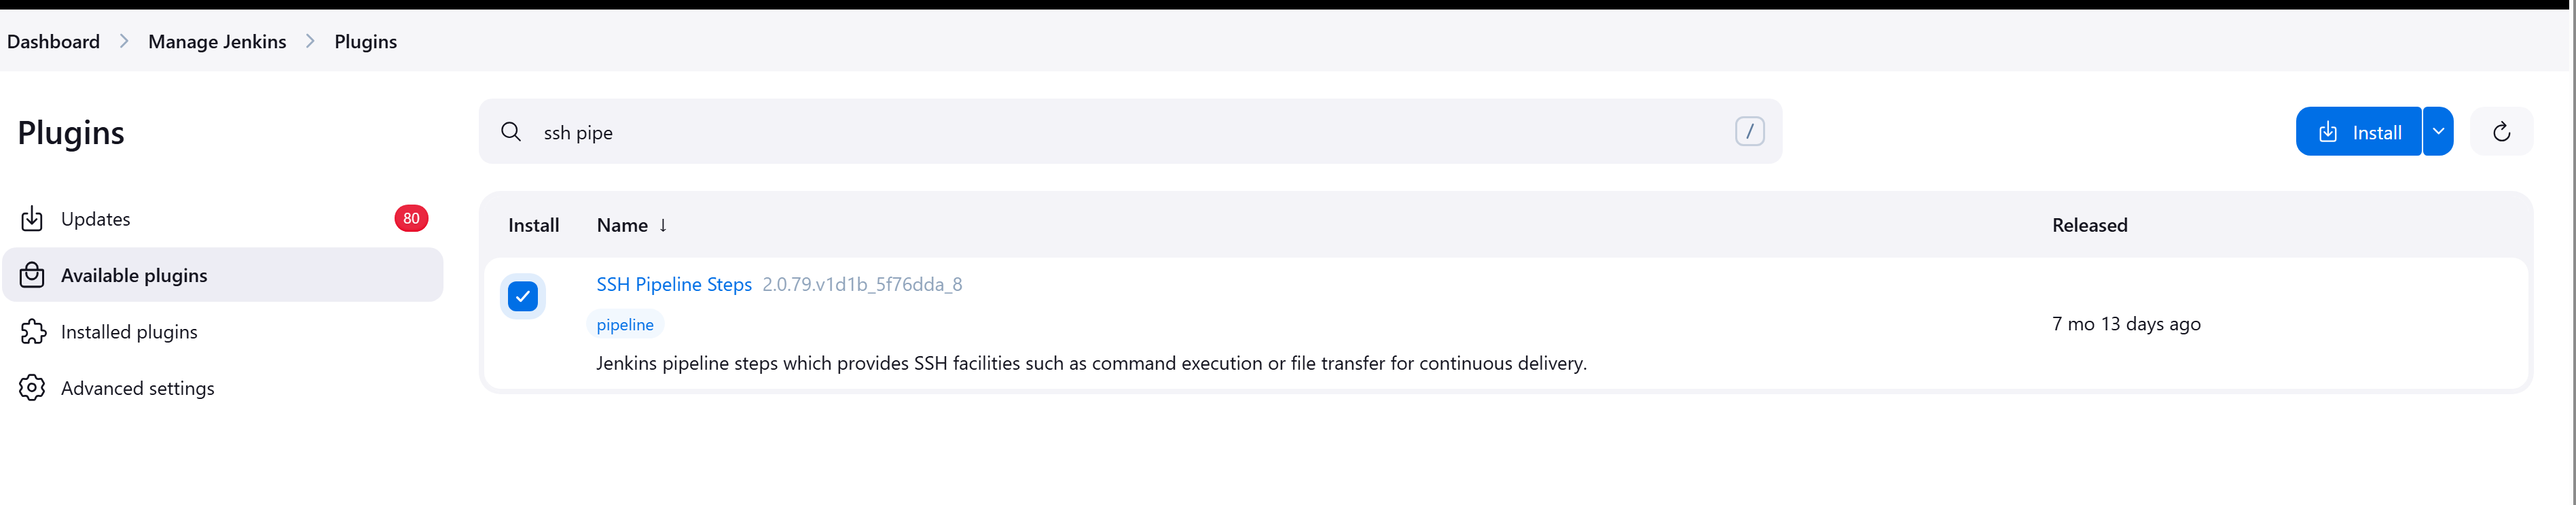 Dashboard > Manage Jenkins > Plugins
Plugins
ssh pipe
/
Install
Updates
80
Available plugins
Installed plugins
Advanced settings
Install Name ↓ Released
SSH Pipeline Steps 2.0.79.v1d1b_5f76dda_8
pipeline
7 mo 13 days ago
Jenkins pipeline steps which provides SSH facilities such as command execution or file transfer for continuous delivery.